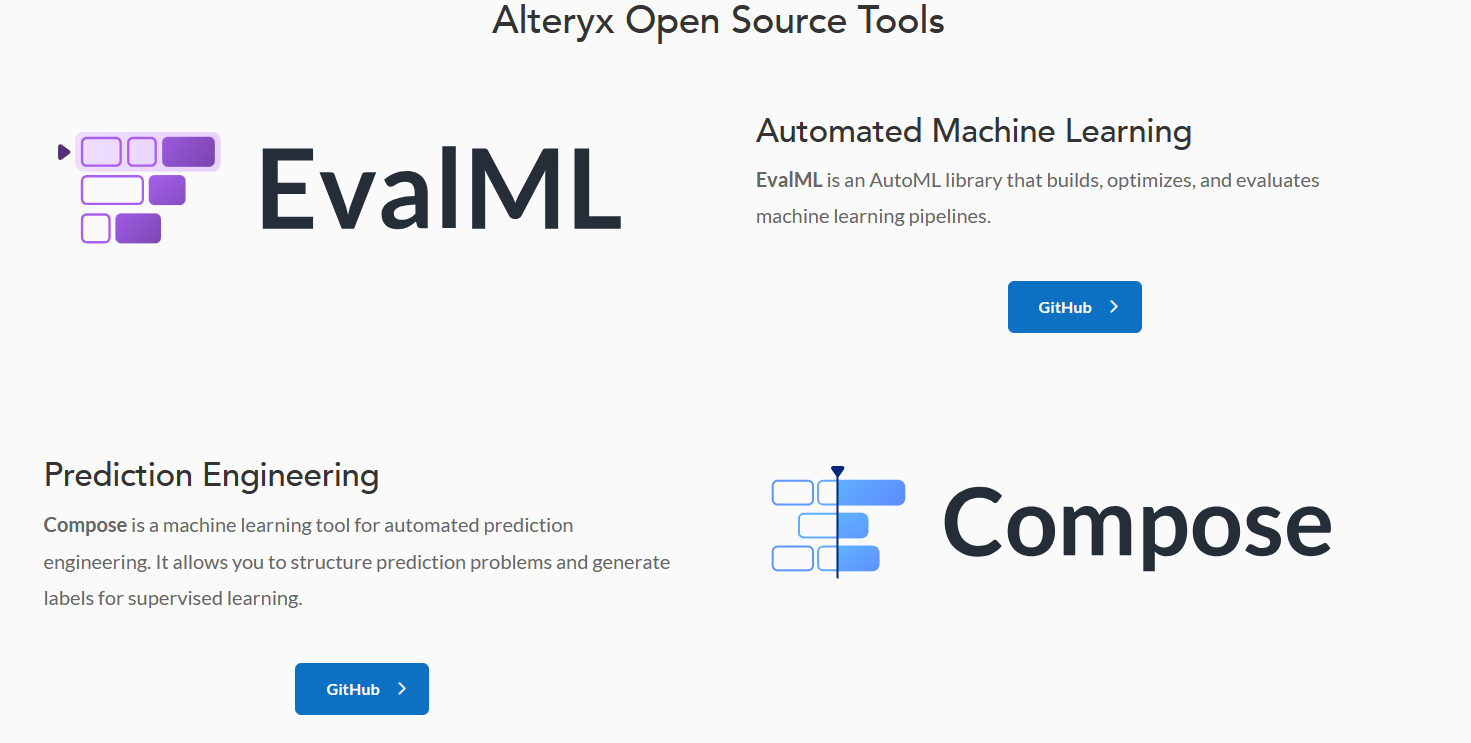 Alteryx Open Source Tools
EvalML
Automated Machine Learning
EvalML is an AutoML library that builds, optimizes, and evaluates
machine learning pipelines.
GitHub
Prediction Engineering
Compose is a machine learning tool for automated prediction
engineering. It allows you to structure prediction problems and generate
labels for supervised learning.
GitHub
Compose